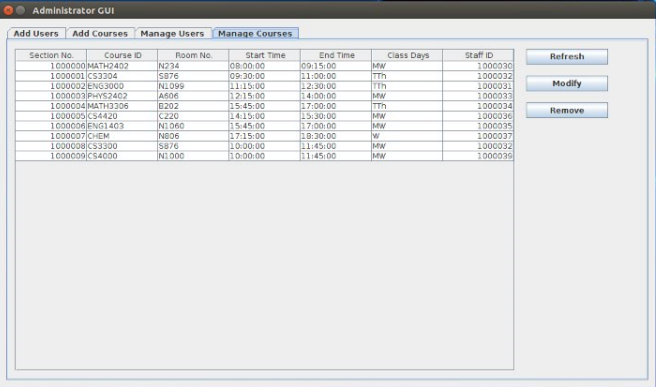 Administrator GUI
Add Users Add Courses Manage Users Manage Courses
Section No. Course ID Room No. Start Time End Time Class Days Staff ID
1000000 MATH2402 N234 08:00:00 09:15:00 MW 1000030
1000001 CS3304 S876 09:30:00 11:00:00 TTh 1000032
1000002 ENG3000 N1099 11:15:00 12:30:00 TTh 1000031
1000003 PHYS2402 A606 12:15:00 14:00:00 MW 1000033
1000004 MATH3306 B202 15:45:00 17:00:00 TTh 1000034
1000005 CS4420 C220 14:15:00 15:30:00 MW 1000036
1000006 ENG1403 N1060 15:45:00 17:00:00 MW 1000035
1000007 CHEM N806 17:15:00 18:30:00 W 1000037
1000008 CS3300 S876 10:00:00 11:45:00 MW 1000032
1000009 CS4000 N1000 10:00:00 11:45:00 MW 1000039
Refresh
Modify
Remove